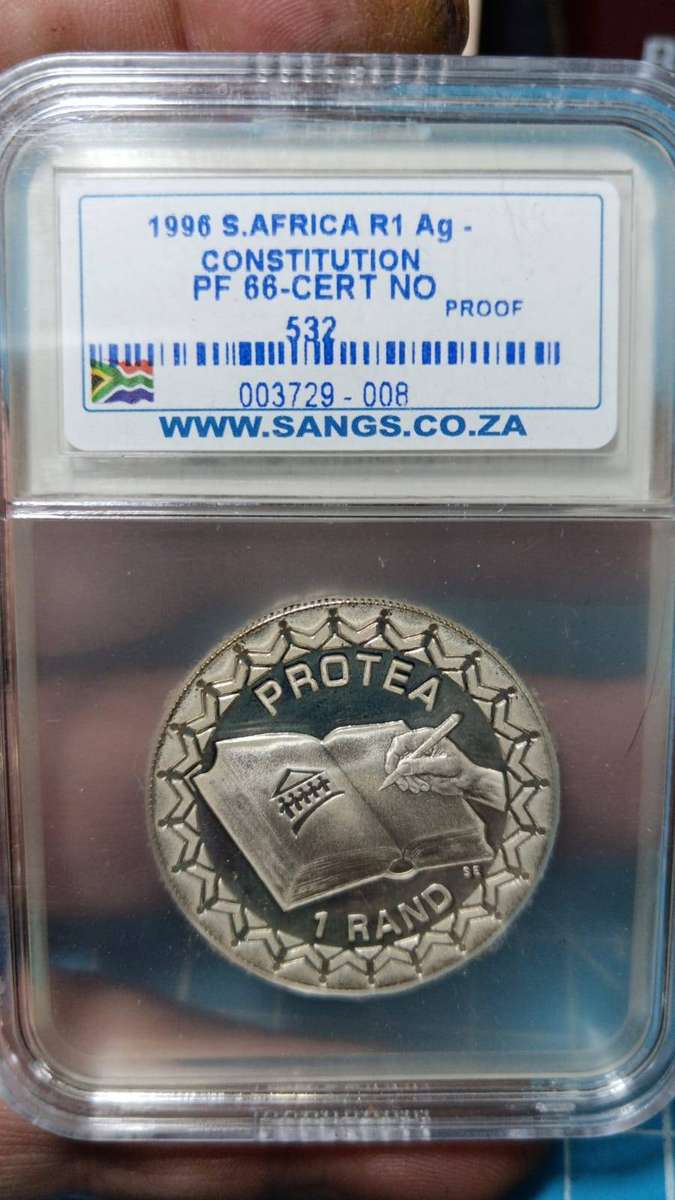 1996 S.AFRICA R1 Ag -
CONSTITUTION
PF 66-CERT NO
PROOF
532
003729 - 008
WWW.SANGS.CO.ZA
PROTEA
SE
1 RAND